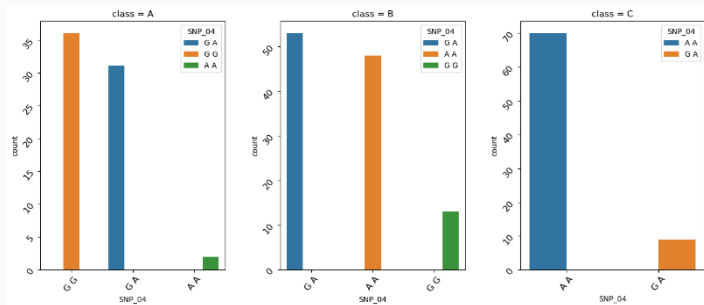 class = A
SNP_04
G A
G G
A A
35
30
25
20
15
10
5
0
count
G G
G A
A A
SNP_04
class = B
SNP_04
G A
A A
G G
50
40
30
20
10
0
count
G A
A A
G G
SNP_04
class = C
SNP_04
A A
G A
70
60
50
40
30
20
10
0
count
A A
G A
SNP_04